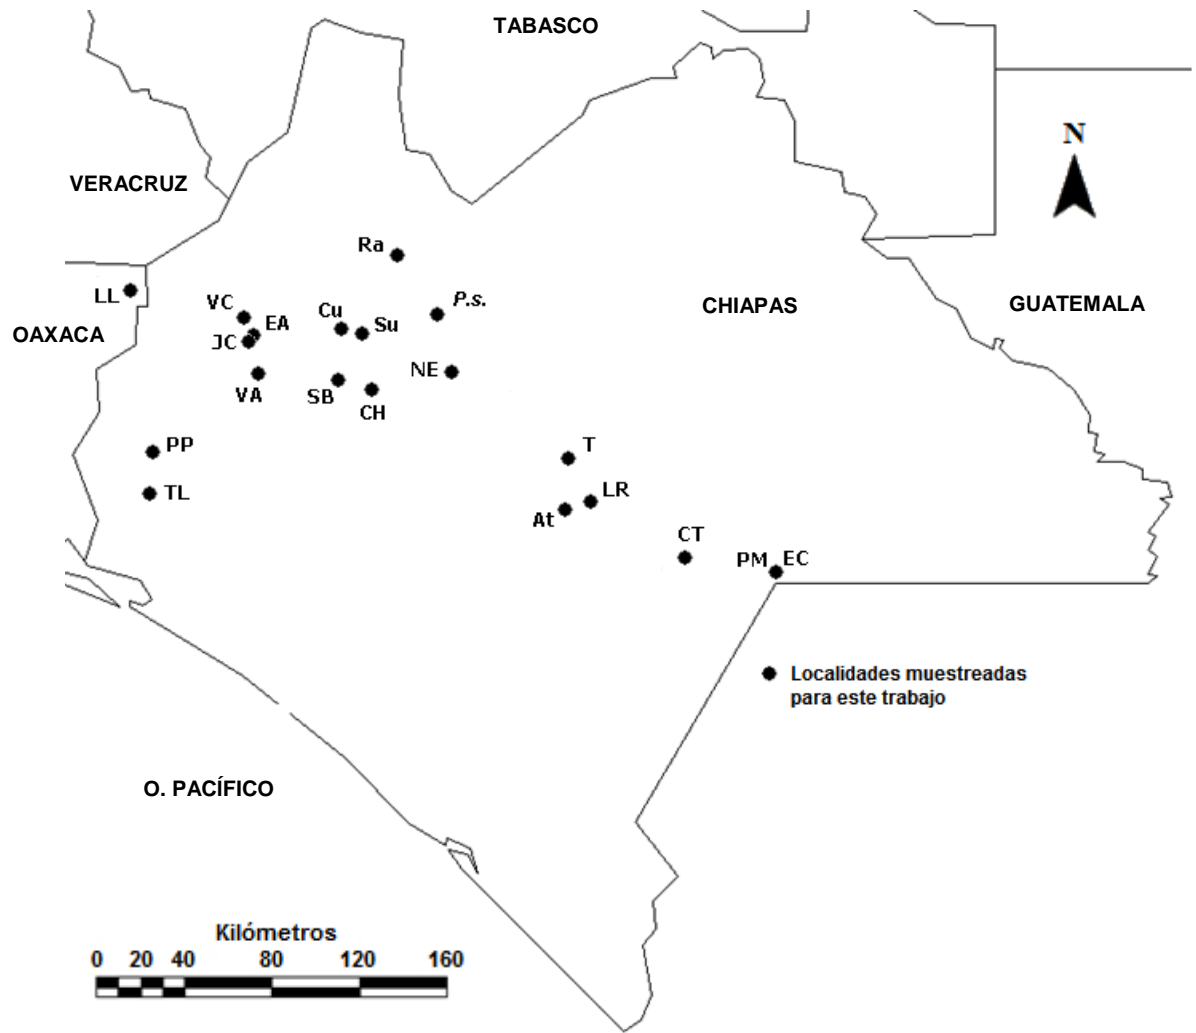 TABASCO
N
VERACRUZ
Ra
LL
VC
EA
JC
Cu
Su
P.s.
CHIAPAS
GUATEMALA
OAXACA
VA
SB
CH
NE
PP
TL
T
LR
At
CT
PM
EC
Localidades muestreadas
para este trabajo
O. PACÍFICO
Kilómetros
0 20 40 80 120 160